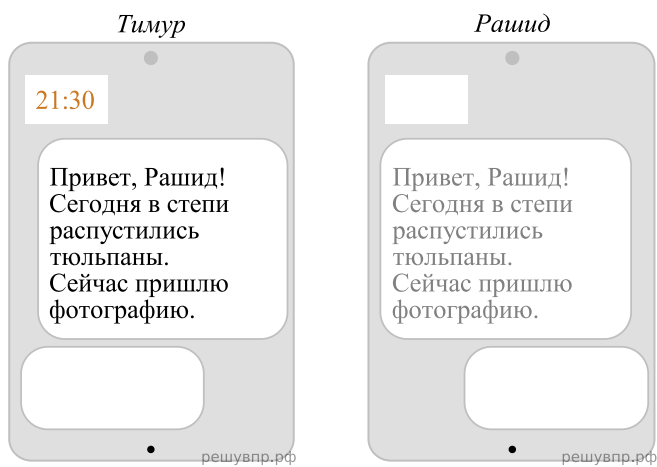 Тимур
21:30
Привет, Рашид!
Сегодня в степи
распустились
тюльпаны.
Сейчас пришлю
фотографию.
решувпр.рф
Рашид
Привет, Рашид!
Сегодня в степи
распустились
тюльпаны.
Сейчас пришлю
фотографию.
решувпр.рф